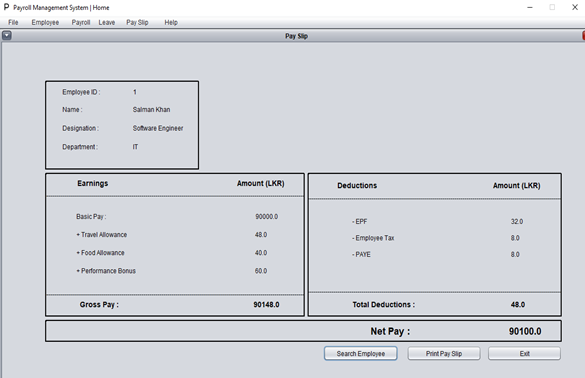 Payroll Management System | Home
File Employee Payroll Leave Pay Slip Help
Pay Slip
Employee ID : 1
Name : Salman Khan
Designation : Software Engineer
Department : IT
Earnings Amount (LKR)
Basic Pay : 90000.0
+ Travel Allowance 48.0
+ Food Allowance 40.0
+ Performance Bonus 60.0
Gross Pay : 90148.0
Deductions Amount (LKR)
- EPF 32.0
- Employee Tax 8.0
- PAYE 8.0
Total Deductions : 48.0
Net Pay : 90100.0
Search Employee Print Pay Slip Exit